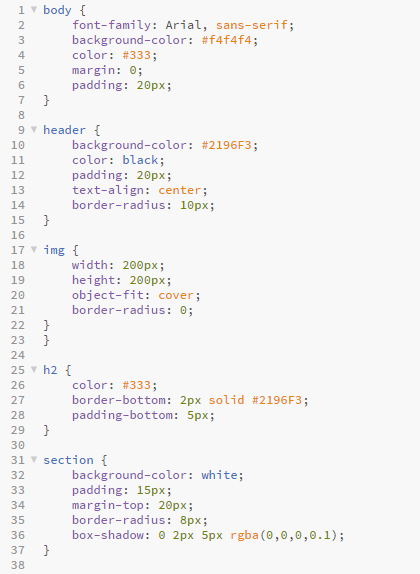 1 body {
2     font-family: Arial, sans-serif;
3     background-color: #f4f4f4;
4     color: #333;
5     margin: 0;
6     padding: 20px;
7 }
8
9 header {
10     background-color: #2196F3;
11     color: black;
12     padding: 20px;
13     text-align: center;
14     border-radius: 10px;
15 }
16
17 img {
18     width: 200px;
19     height: 200px;
20     object-fit: cover;
21     border-radius: 0;
22 }
23 }
24
25 h2 {
26     color: #333;
27     border-bottom: 2px solid #2196F3;
28     padding-bottom: 5px;
29 }
30
31 section {
32     background-color: white;
33     padding: 15px;
34     margin-top: 20px;
35     border-radius: 8px;
36     box-shadow: 0 2px 5px rgba(0,0,0,0.1);
37 }
38